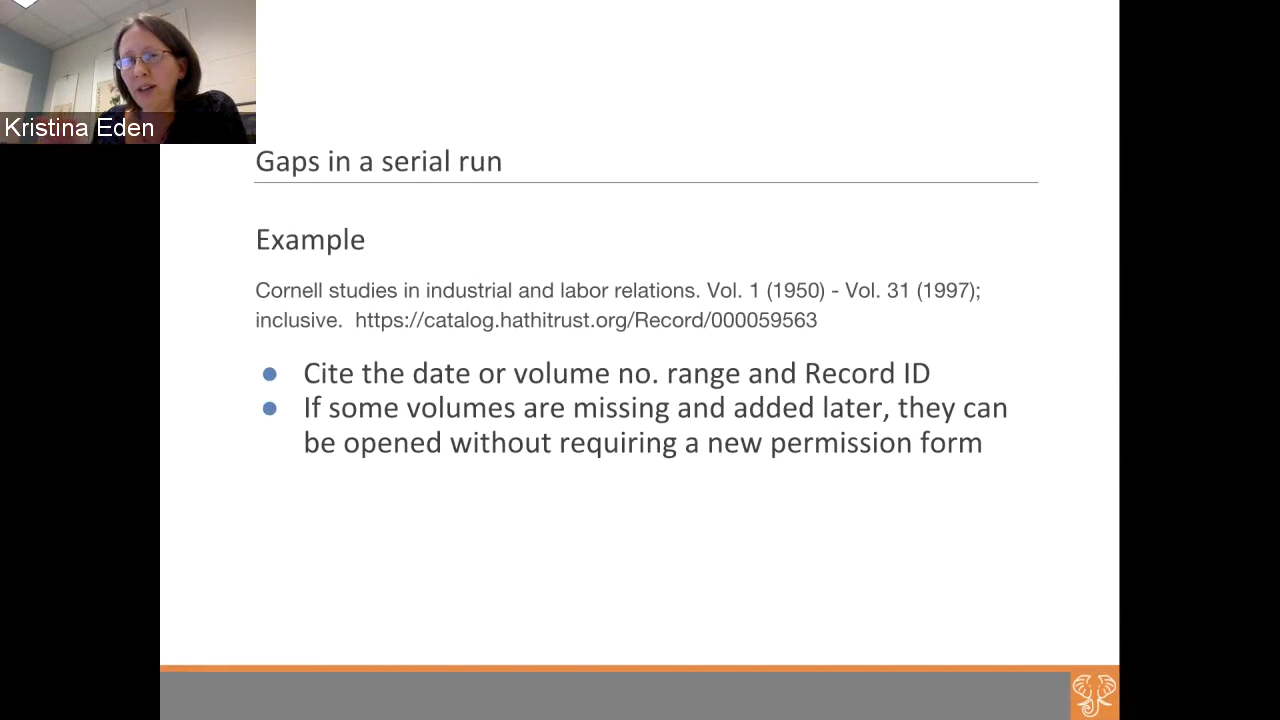 Kristina Eden
Gaps in a serial run
Example
Cornell studies in industrial and labor relations. Vol. 1 (1950) - Vol. 31 (1997);
inclusive.  https://catalog.hathitrust.org/Record/000059563
● Cite the date or volume no. range and Record ID
● If some volumes are missing and added later, they can
be opened without requiring a new permission form